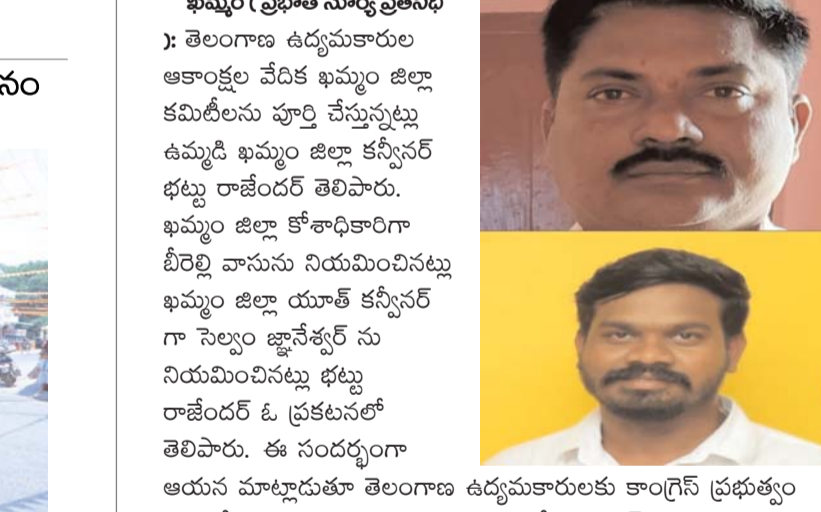 నం
ఖమ్మం ( ప్రభాత సూర్య ప్రతినిధి
): తెలంగాణ ఉద్యమకారుల
ఆకాంక్షల వేదిక ఖమ్మం జిల్లా
కమిటీలను పూర్తి చేస్తున్నట్లు
ఉమ్మడి ఖమ్మం జిల్లా కన్వీనర్
భట్టు రాజేందర్ తెలిపారు.
ఖమ్మం జిల్లా కోశాధికారిగా
బీరెల్లి వాసును నియమించినట్లు
ఖమ్మం జిల్లా యూత్ కన్వీనర్
గా సెల్వం జ్ఞానేశ్వర్ ను
నియమించినట్లు భట్టు
రాజేందర్ ఓ ప్రకటనలో
తెలిపారు. ఈ సందర్భంగా
ఆయన మాట్లాడుతూ తెలంగాణ ఉద్యమకారులకు కాంగ్రెస్ ప్రభుత్వం